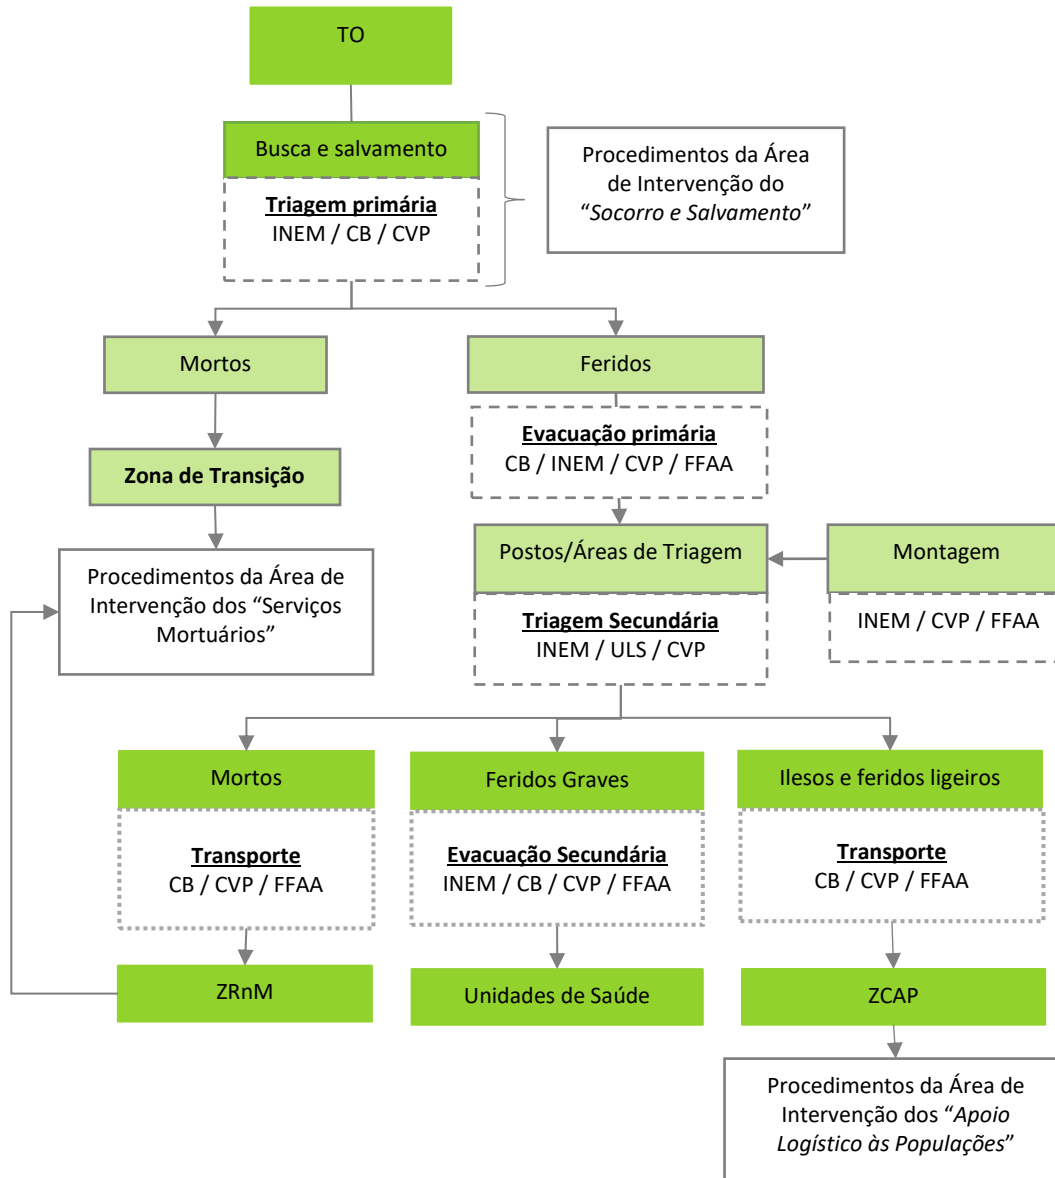 TO
Busca e salvamento
Triagem primária
INEM / CB / CVP
Procedimentos da Área
de Intervenção do
“Socorro e Salvamento”
Mortos
Feridos
Evacuação primária
CB / INEM / CVP / FFAA
Zona de Transição
Procedimentos da Área de
Intervenção dos “Serviços
Mortuários”
Postos/Áreas de Triagem
Triagem Secundária
INEM / ULS / CVP
Montagem
INEM / CVP / FFAA
Mortos
Transporte
CB / CVP / FFAA
Feridos Graves
Evacuação Secundária
INEM / CB / CVP / FFAA
Ilesos e feridos ligeiros
Transporte
CB / CVP / FFAA
ZRnM
Unidades de Saúde
ZCAP
Procedimentos da Área de
Intervenção dos “Apoio
Logístico às Populações”